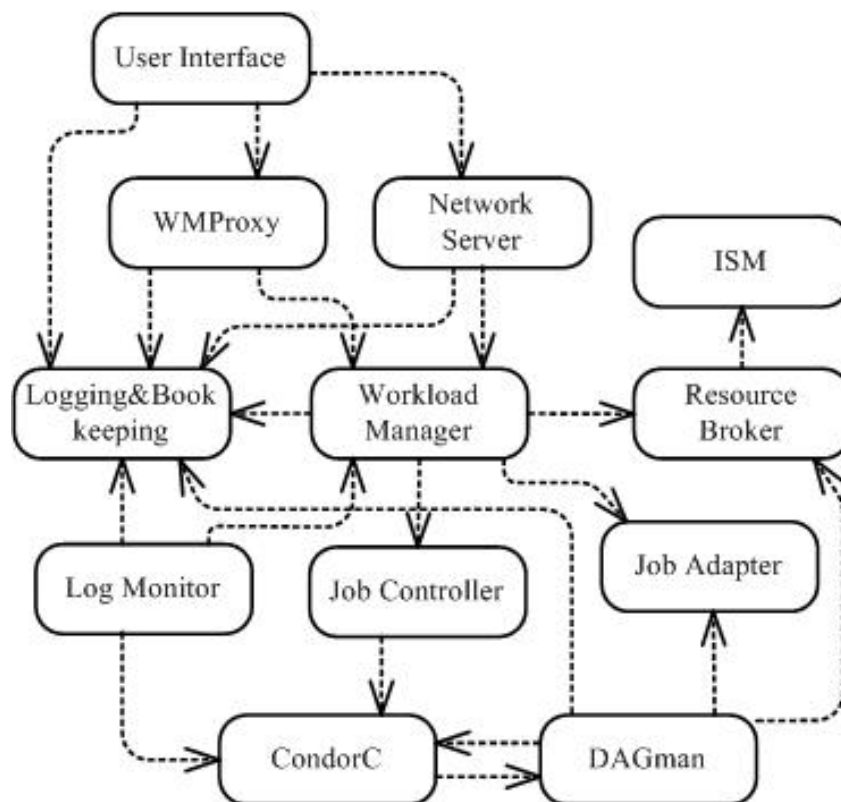 User Interface
WMProxy
Network
Server
ISM
Logging&Book
keeping
Workload
Manager
Resource
Broker
Log Monitor
Job Controller
Job Adapter
CondorC
DAGman